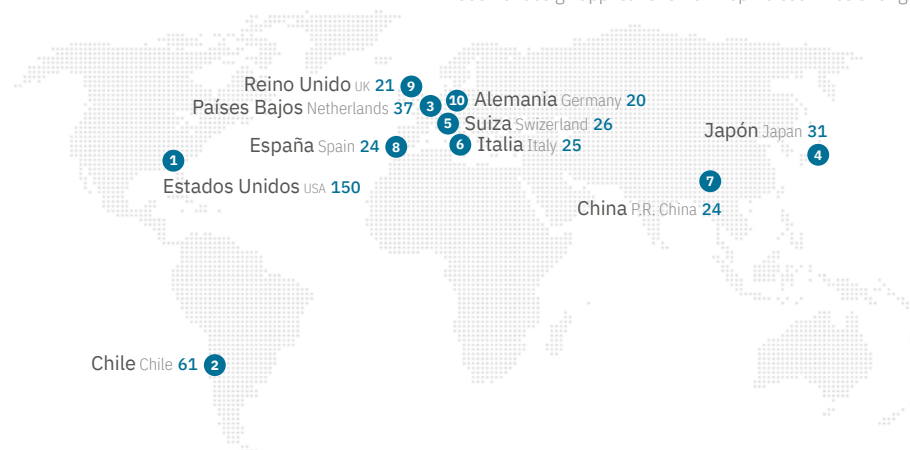 Reino Unido UK 21 9
Países Bajos Netherlands 37 3
10 Alemania Germany 20
5 Suiza Swizerland 26
España Spain 24 8
6 Italia Italy 25
Japón Japan 31
4
1
Estados Unidos USA 150
7
China P.R. China 24
Chile Chile 61 2